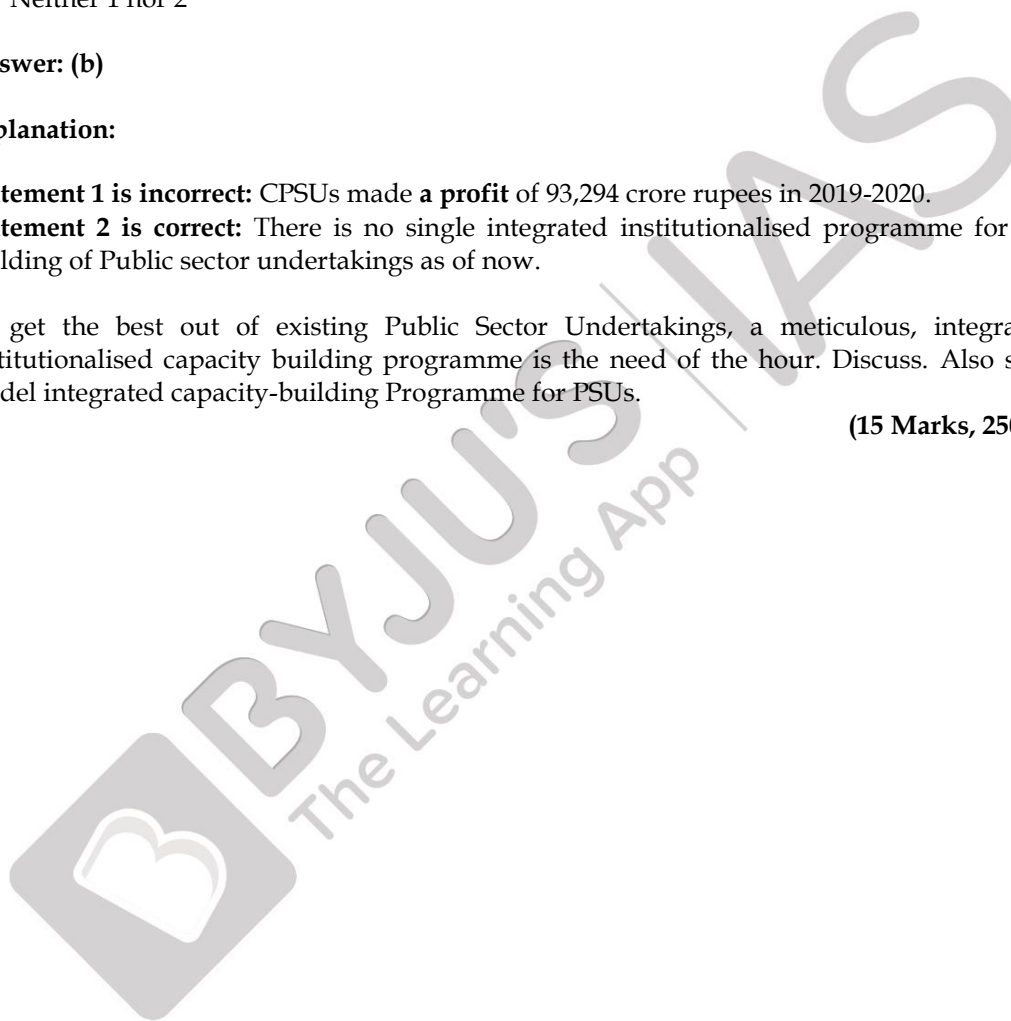 Neither 1 nor 2
swer: (b)
planation:
tement 1 is incorrect: CPSUs made a profit of 93,294 crore rupees in 2019-2020.
tement 2 is correct: There is no single integrated institutionalised programme for
lding of Public sector undertakings as of now.
get the best out of existing Public Sector Undertakings, a meticulous, integra
titutionalised capacity building programme is the need of the hour. Discuss. Also s
del integrated capacity-building Programme for PSUs.
(15 Marks, 250
BYJU'S IAS
The Learning App